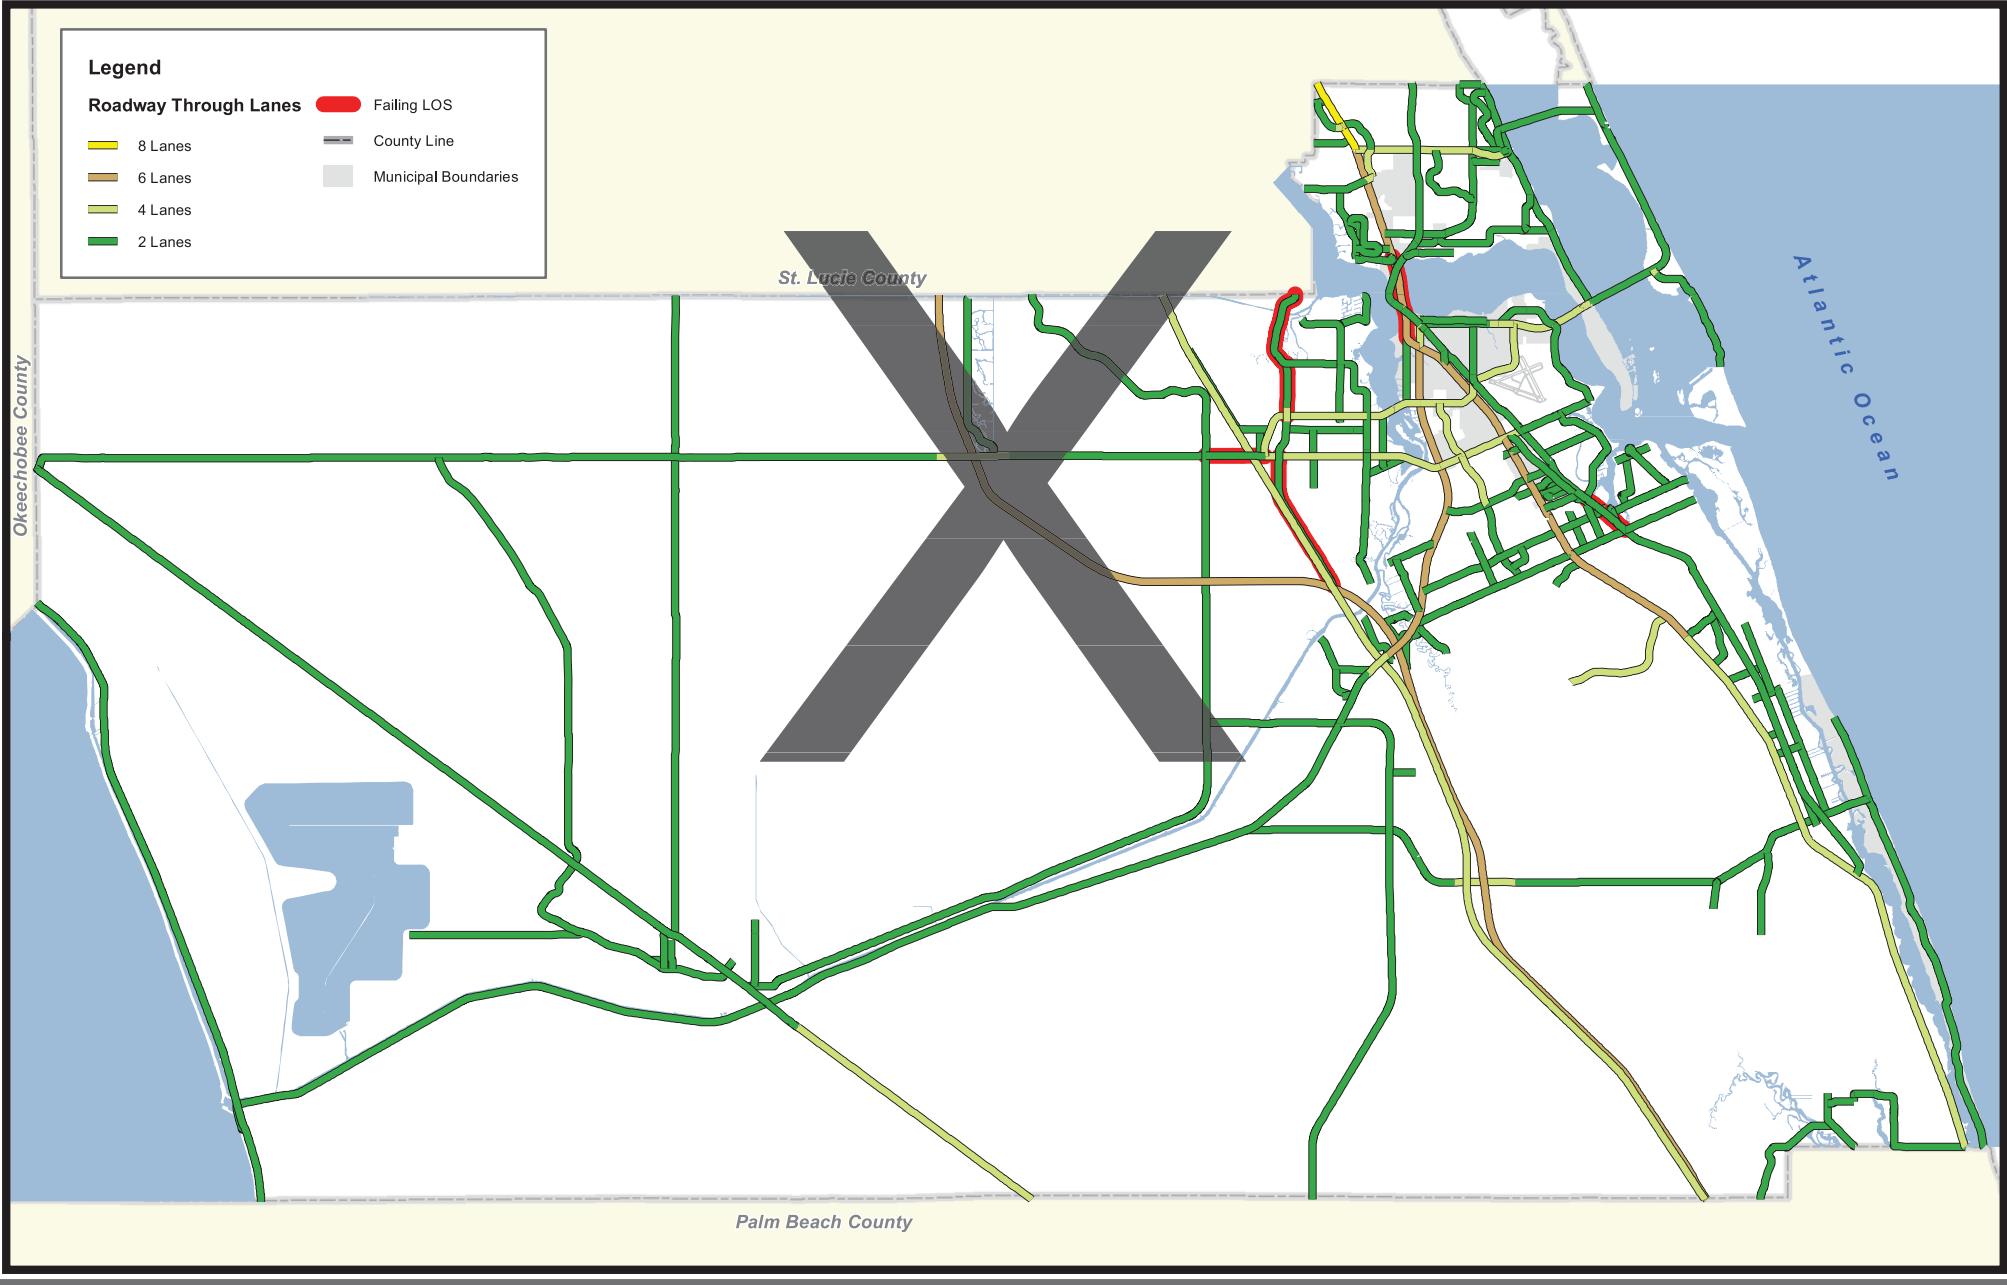 Legend
Roadway Through Lanes
8 Lanes
6 Lanes
4 Lanes
2 Lanes
Failing LOS
County Line
Municipal Boundaries
St. Lucie County
Okeechobee County
Atlantic Ocean
X
Palm Beach County